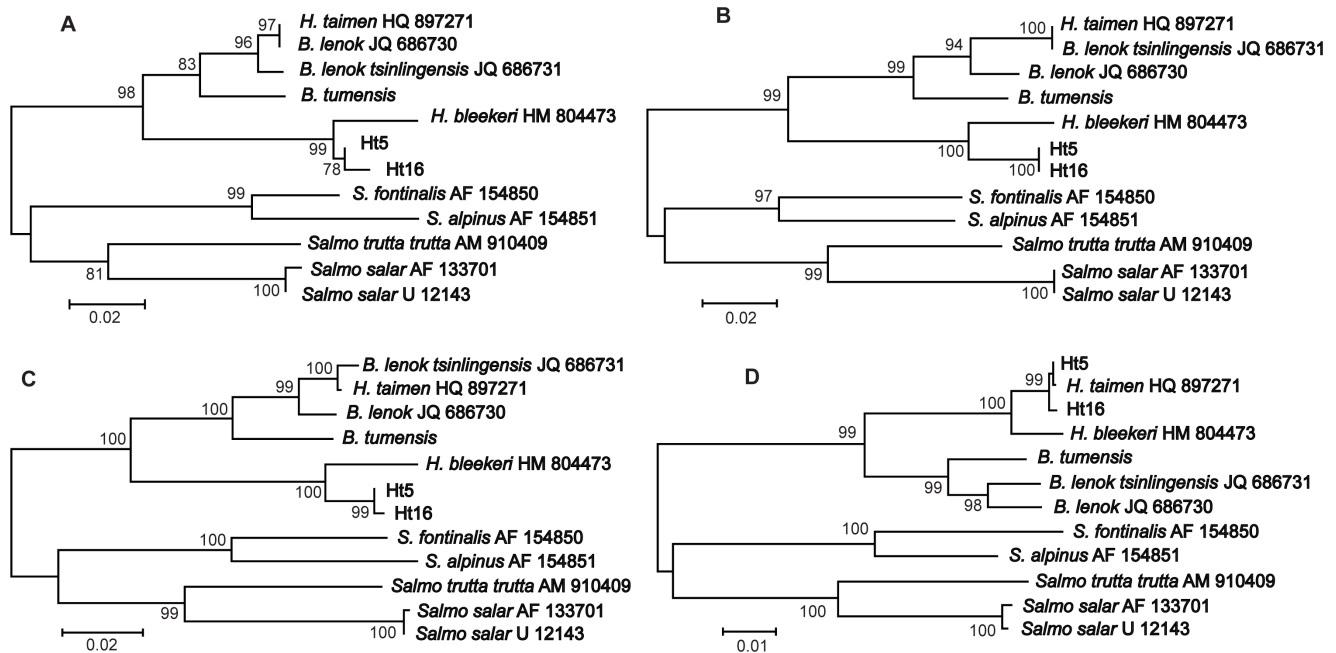 A
97
H. taimen HQ 897271
B. lenok JQ 686730
96
B. lenok tsinlingensis JQ 686731
83
B. tumensis
98
H. bleekeri HM 804473
99
Ht5
78
Ht16
99
S. fontinalis AF 154850
S. alpinus AF 154851
Salmo trutta trutta AM 910409
81
Salmo salar AF 133701
100
Salmo salar U 12143
0.02
B
100
H. taimen HQ 897271
B. lenok tsinlingensis JQ 686731
94
B. lenok JQ 686730
99
B. tumensis
99
H. bleekeri HM 804473
100
Ht5
100
Ht16
97
S. fontinalis AF 154850
S. alpinus AF 154851
Salmo trutta trutta AM 910409
99
Salmo salar AF 133701
100
Salmo salar U 12143
0.02
C
100
B. lenok tsinlingensis JQ 686731
H. taimen HQ 897271
99
B. lenok JQ 686730
100
B. tumensis
100
H. bleekeri HM 804473
100
Ht5
99
Ht16
100
S. fontinalis AF 154850
S. alpinus AF 154851
Salmo trutta trutta AM 910409
99
Salmo salar AF 133701
100
Salmo salar U 12143
0.02
D
Ht5
99
H. taimen HQ 897271
100
Ht16
H. bleekeri HM 804473
99
B. tumensis
99
B. lenok tsinlingensis JQ 686731
98
B. lenok JQ 686730
100
S. fontinalis AF 154850
S. alpinus AF 154851
Salmo trutta trutta AM 910409
100
Salmo salar AF 133701
100
Salmo salar U 12143
0.01